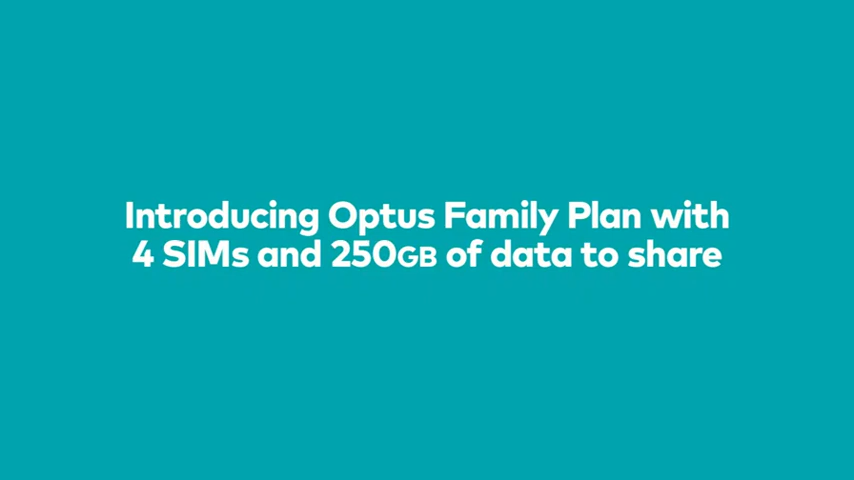 Introducing Optus Family Plan with
4 SIMs and 250GB of data to share